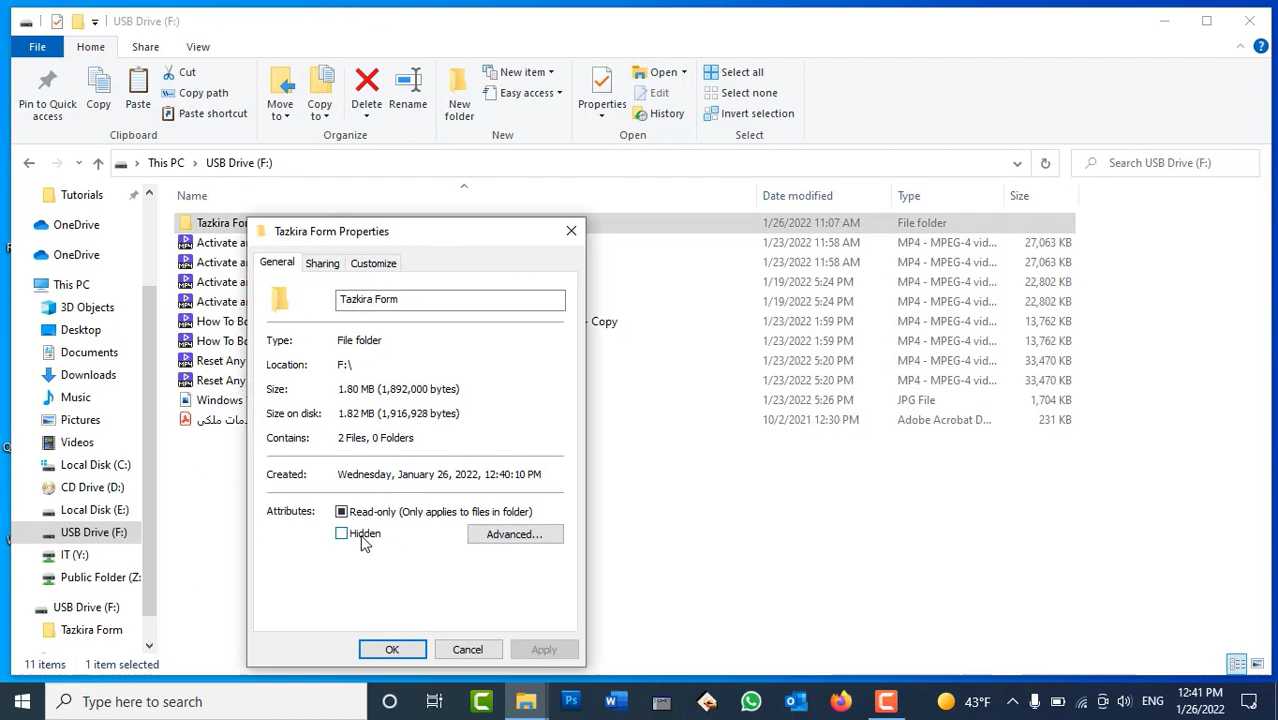 USB Drive (F:)
File Home Share View
Pin to Quick access
Copy
Paste
Cut
Copy path
Paste shortcut
Clipboard
Move to
Copy to
Delete
Rename
Organize
New folder
New item
Easy access
New
Properties
Open
Edit
History
Open
Select all
Select none
Invert selection
Select
This PC > USB Drive (F:)
Search USB Drive (F:)
Name Date modified Type Size
Tutorials
OneDrive
OneDrive
This PC
3D Objects
Desktop
Documents
Downloads
Music
Pictures
Videos
Local Disk (C:)
CD Drive (D:)
Local Disk (E:)
USB Drive (F:)
IT (Y:)
Public Folder (Z:
USB Drive (F:)
Tazkira Form
Tazkira For 1/26/2022 11:07 AM File folder
Activate a 1/23/2022 11:58 AM MP4 - MPEG-4 vid... 27,063 KB
Activate a 1/23/2022 11:58 AM MP4 - MPEG-4 vid... 27,063 KB
Activate a 1/19/2022 5:24 PM MP4 - MPEG-4 vid... 22,802 KB
Activate a 1/19/2022 5:24 PM MP4 - MPEG-4 vid... 22,802 KB
How To Bo - Copy 1/23/2022 1:59 PM MP4 - MPEG-4 vid... 13,762 KB
How To Bo 1/23/2022 1:59 PM MP4 - MPEG-4 vid... 13,762 KB
Reset Any 1/23/2022 5:20 PM MP4 - MPEG-4 vid... 33,470 KB
Reset Any 1/23/2022 5:20 PM MP4 - MPEG-4 vid... 33,470 KB
Windows 1/23/2022 5:26 PM JPG File 1,704 KB
دمات ملکی 10/2/2021 12:30 PM Adobe Acrobat D... 231 KB
Tazkira Form Properties
General Sharing Customize
Tazkira Form
Type: File folder
Location: F:\
Size: 1.80 MB (1,892,000 bytes)
Size on disk: 1.82 MB (1,916,928 bytes)
Contains: 2 Files, 0 Folders
Created: Wednesday, January 26, 2022, 12:40:10 PM
Attributes: Read-only (Only applies to files in folder)
Hidden Advanced...
OK Cancel Apply
11 items 1 item selected
Type here to search
43°F ENG
12:41 PM
1/26/2022